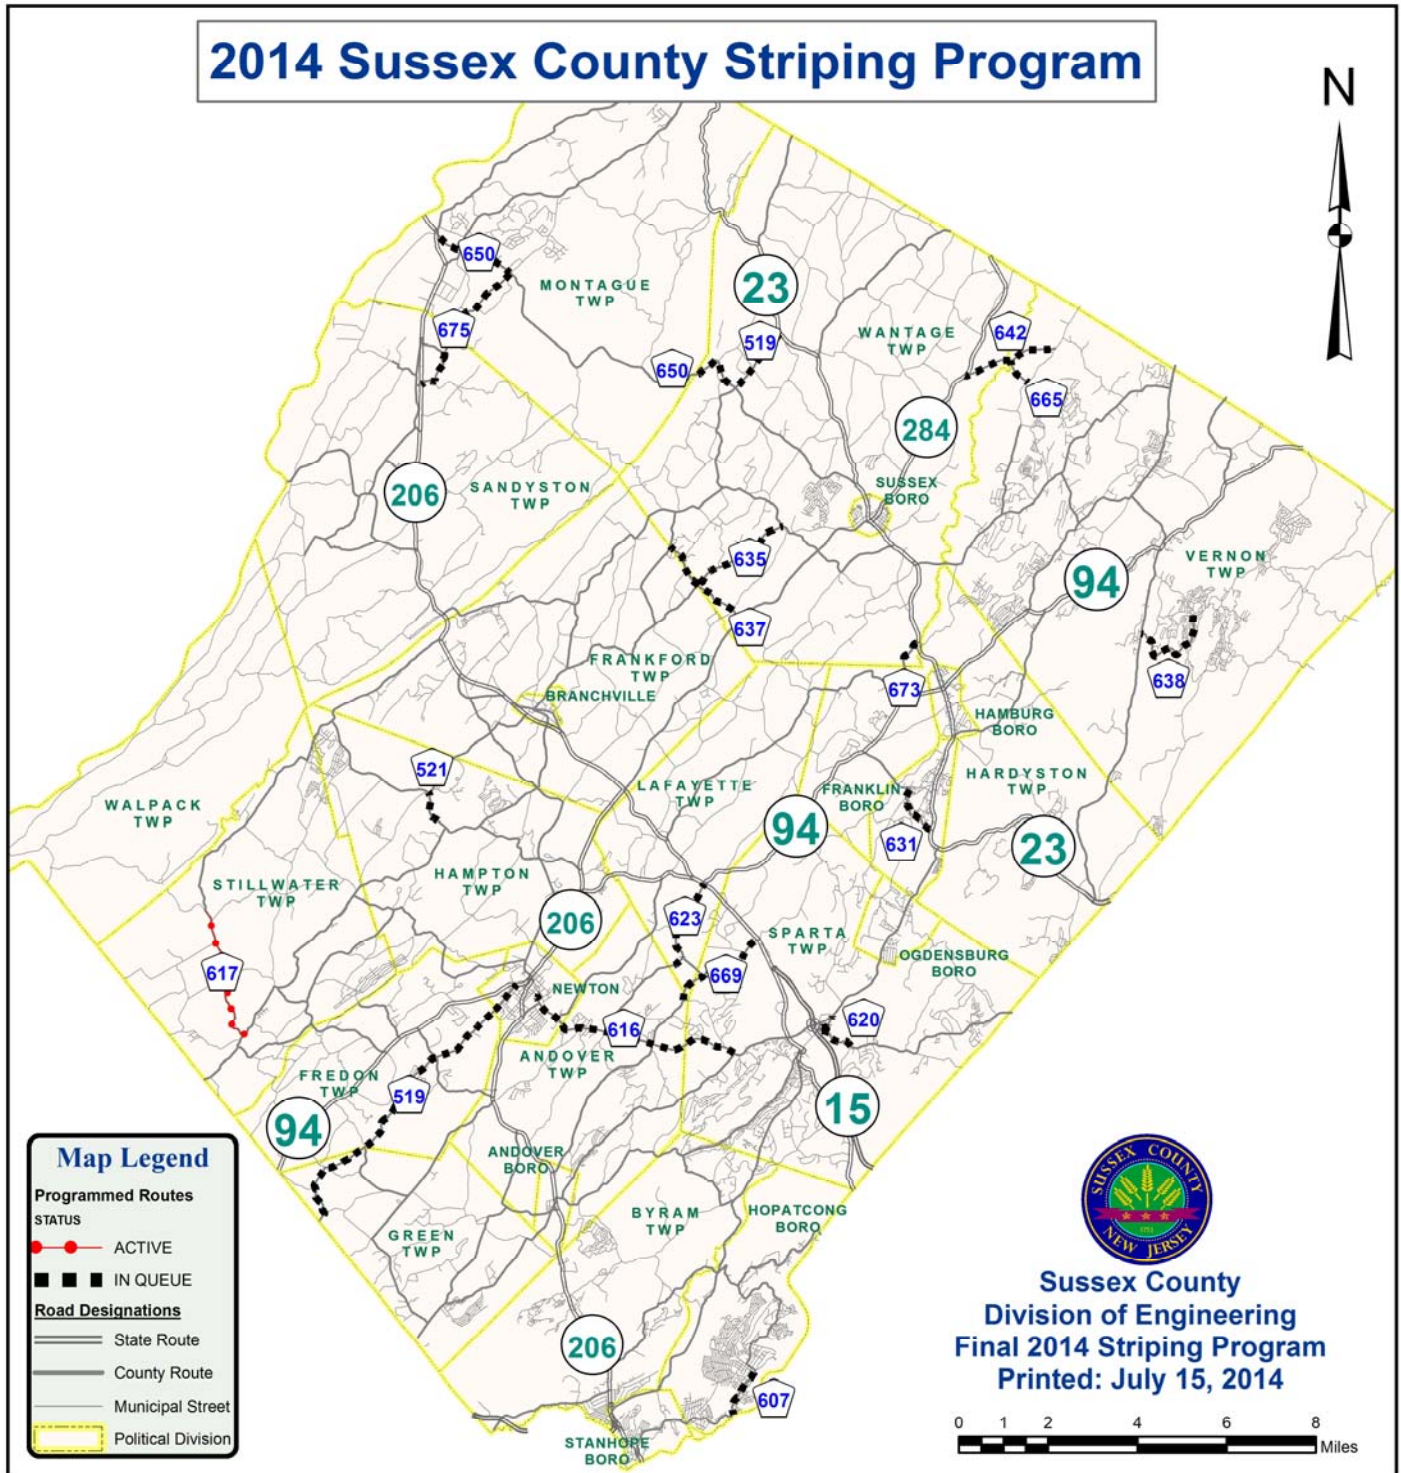 2014 Sussex County Striping Program
N
650
MONTAGUE
TWP
23
675
519
WANTAGE
TWP
642
650
665
284
206
SANDYSTON
TWP
SUSSEX
BORO
635
94
VERNON
TWP
637
FRANKFORD
TWP
BRANCHVILLE
673
638
HAMBURG
BORO
521
LAFAYETTE
TWP
FRANKLIN
BORO
HARDYSTON
TWP
WALPACK
TWP
94
631
23
STILLWATER
TWP
HAMPTON
TWP
206
623
SPARTA
TWP
OGDENSBURG
BORO
617
669
NEWTON
616
620
ANDOVER
TWP
FREDON
TWP
519
94
15
ANDOVER
BORO
BYRAM
TWP
HOPATCONG
BORO
GREEN
TWP
206
607
STANHOPE
BORO
Map Legend
Programmed Routes
STATUS
ACTIVE
IN QUEUE
Road Designations
State Route
County Route
Municipal Street
Political Division
SUSSEX COUNTY
1753
NEW JERSEY
Sussex County
Division of Engineering
Final 2014 Striping Program
Printed: July 15, 2014
0 1 2 4 6 8
Miles